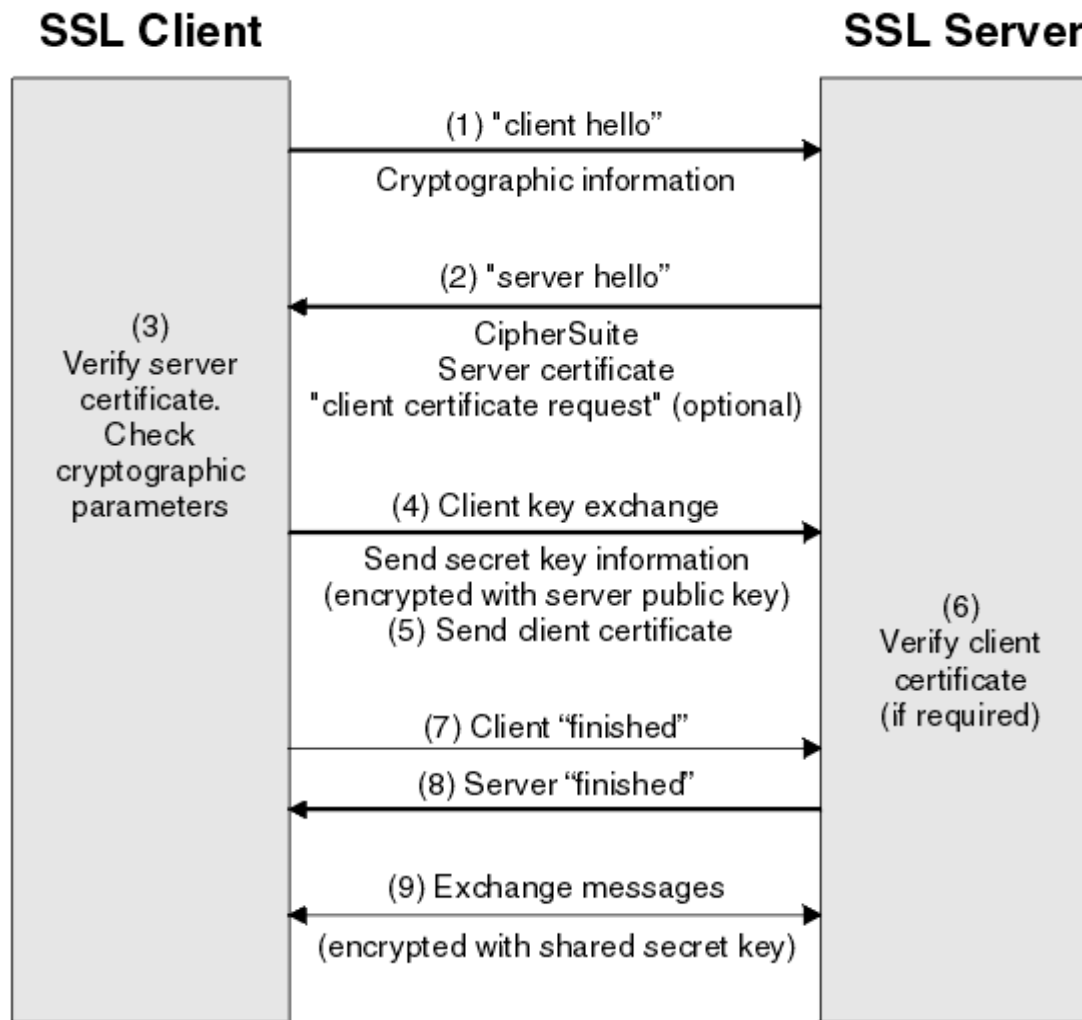 SSL Client
SSL Server
(1) "client hello”
Cryptographic information
(2) "server hello”
CipherSuite
Server certificate
"client certificate request" (optional)
(3)
Verify server
certificate.
Check
cryptographic
parameters
(4) Client key exchange
Send secret key information
(encrypted with server public key)
(5) Send client certificate
(6)
Verify client
certificate
(if required)
(7) Client “finished”
(8) Server “finished”
(9) Exchange messages
(encrypted with shared secret key)